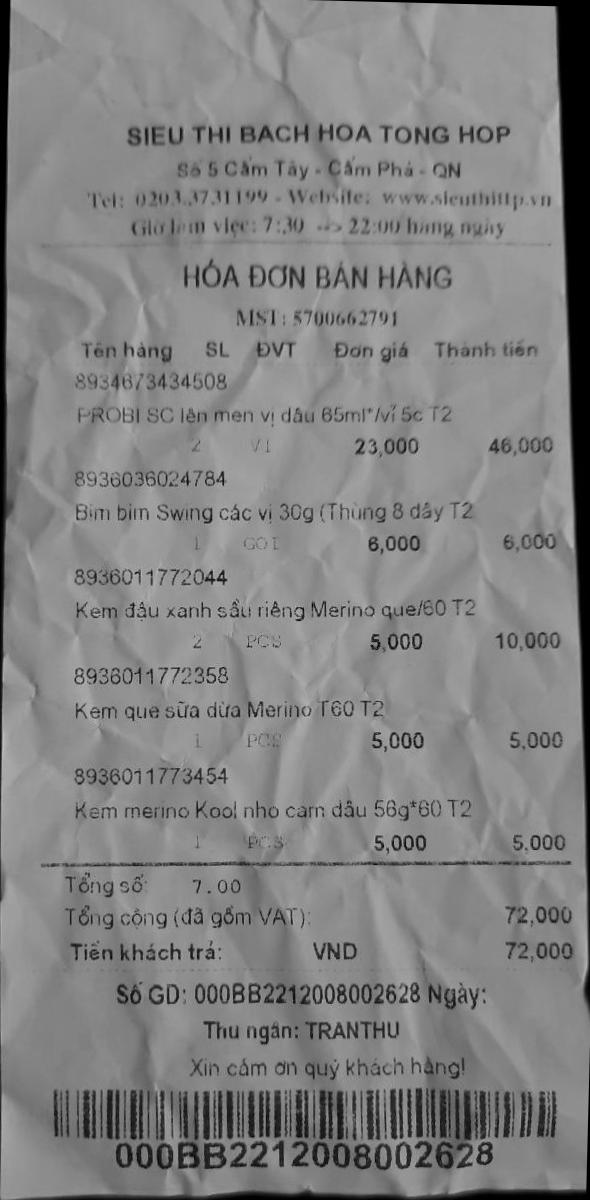 SIEU THI BACH HOA TONG HOP
Số 5 Cẩm Tây - Cẩm Phả - QN
Tel: 0203.3731199 - Website: www.sieuthittp.vn
Giờ làm việc: 7:30 --> 22:00 hàng ngày
HÓA ĐƠN BÁN HÀNG
MST: 5700662791
Tên hàng SL ĐVT Đơn giá Thành tiền
8934673434508
PROBI SC lên men vị dâu 65ml*/vỉ 5c T2
2 VI 23,000 46,000
8936036024784
Bim bim Swing các vị 30g (Thùng 8 dây T2
1 GOI 6,000 6,000
8936011772044
Kem đậu xanh sầu riêng Merino que/60 T2
2 PCS 5,000 10,000
8936011772358
Kem que sữa dừa Merino T60 T2
1 PCS 5,000 5,000
8936011773454
Kem merino Kool nho cam dâu 56g*60 T2
1 PCS 5,000 5,000
Tổng số: 7.00
Tổng cộng (đã gồm VAT): 72,000
Tiền khách trả: VND 72,000
Số GD: 000BB2212008002628 Ngày:
Thu ngân: TRANTHU
Xin cám ơn quý khách hàng!
000BB2212008002628